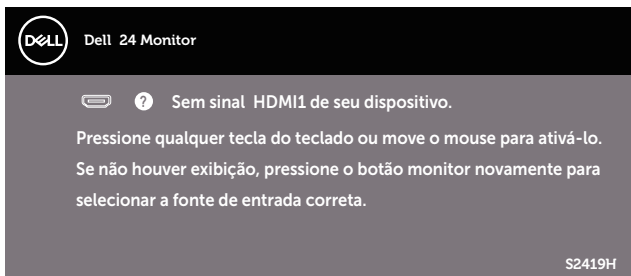 DELL Dell 24 Monitor
? Sem sinal HDMI1 de seu dispositivo.
Pressione qualquer tecla do teclado ou move o mouse para ativá-lo.
Se não houver exibição, pressione o botão monitor novamente para
selecionar a fonte de entrada correta.
S2419H